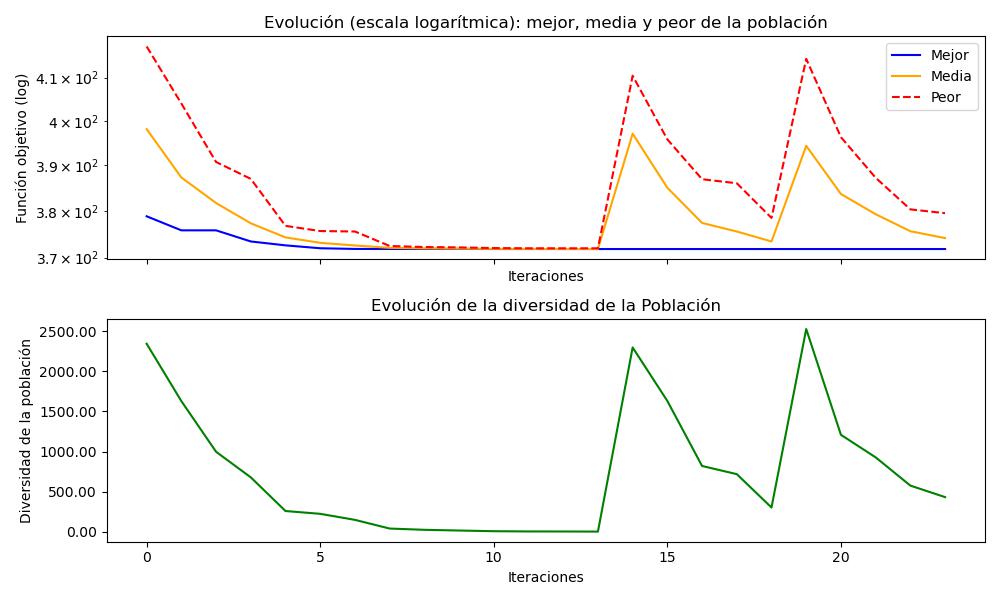 Evolución (escala logarítmica): mejor, media y peor de la población
Función objetivo (log)
4.1 × 10²
4 × 10²
3.9 × 10²
3.8 × 10²
3.7 × 10²
Mejor
Media
Peor
Iteraciones
Evolución de la diversidad de la Población
Diversidad de la población
2500.00
2000.00
1500.00
1000.00
500.00
0.00
0 5 10 15 20
Iteraciones